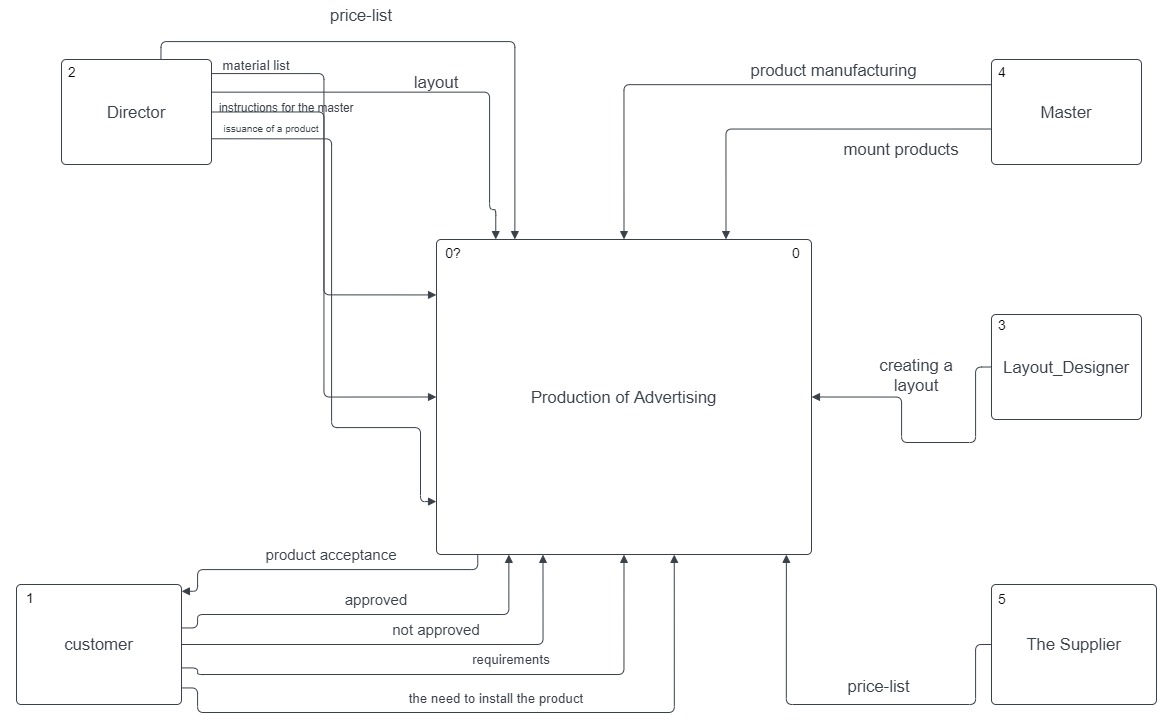 price-list
2
Director
material list
layout
instructions for the master
issuance of a product
product manufacturing
4
Master
mount products
0?
0
Production of Advertising
3
Layout_Designer
creating a
layout
product acceptance
1
customer
approved
not approved
requirements
the need to install the product
5
The Supplier
price-list